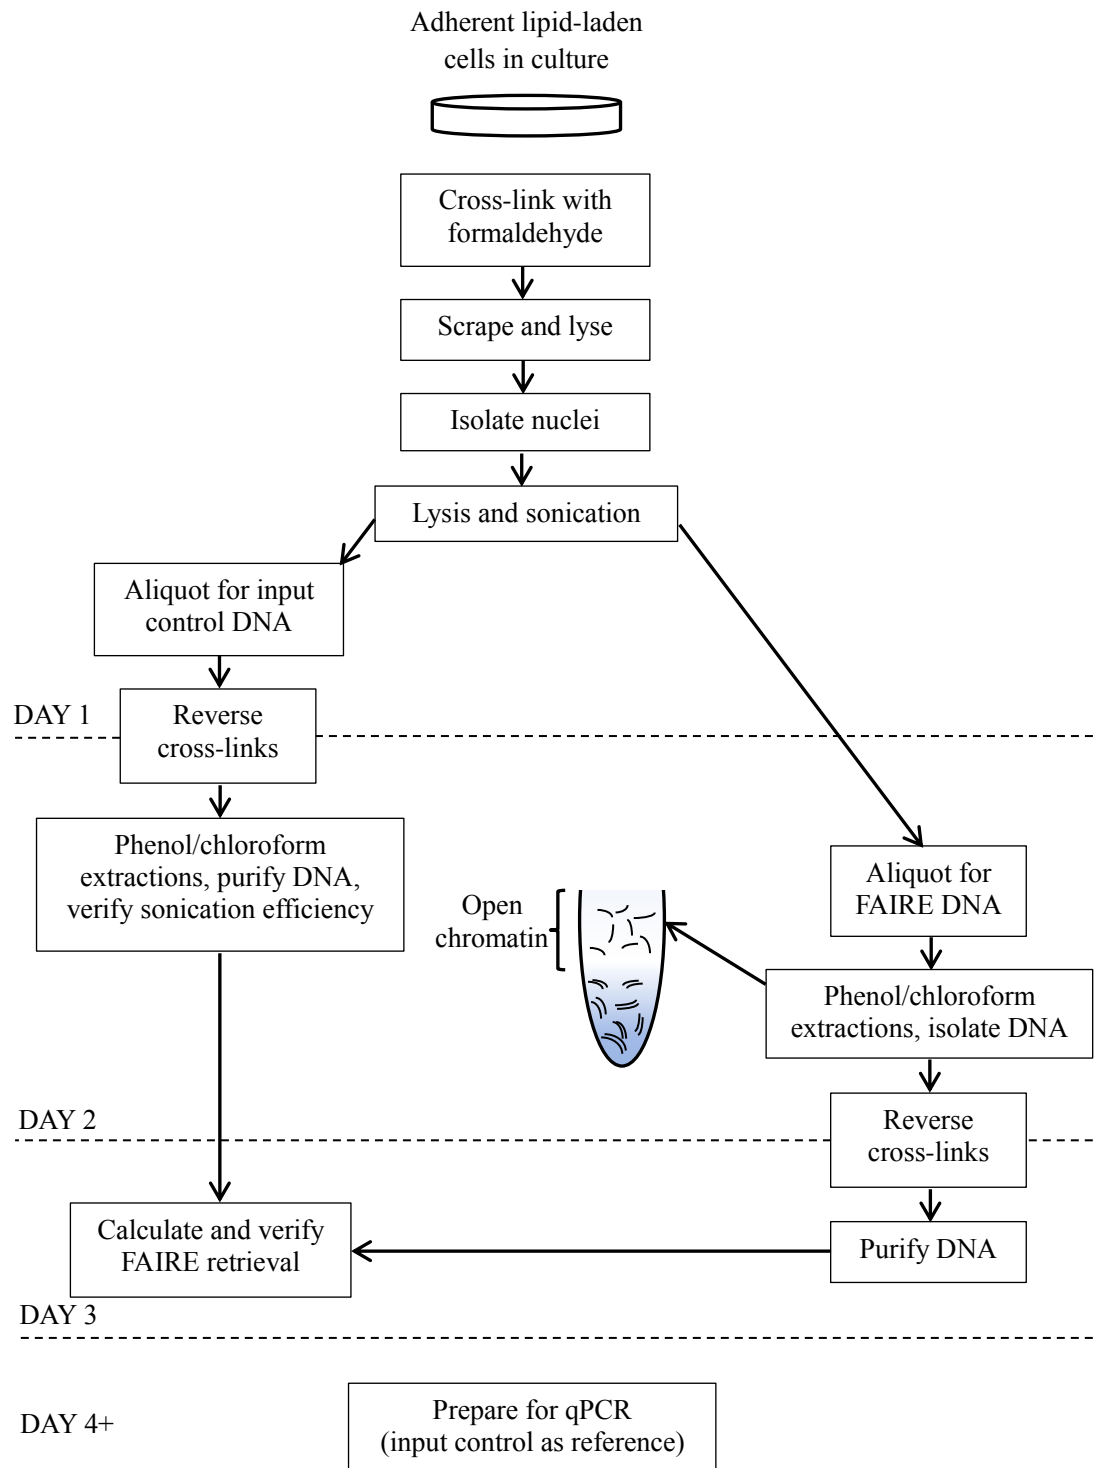 Adherent lipid-laden
cells in culture
Cross-link with
formaldehyde
Scrape and lyse
Isolate nuclei
Lysis and sonication
Aliquot for input
control DNA
DAY 1
Reverse
cross-links
Phenol/chloroform
extractions, purify DNA,
verify sonication efficiency
Open
chromatin
Aliquot for
FAIRE DNA
Phenol/chloroform
extractions, isolate DNA
DAY 2
Reverse
cross-links
Calculate and verify
FAIRE retrieval
Purify DNA
DAY 3
DAY 4+
Prepare for qPCR
(input control as reference)